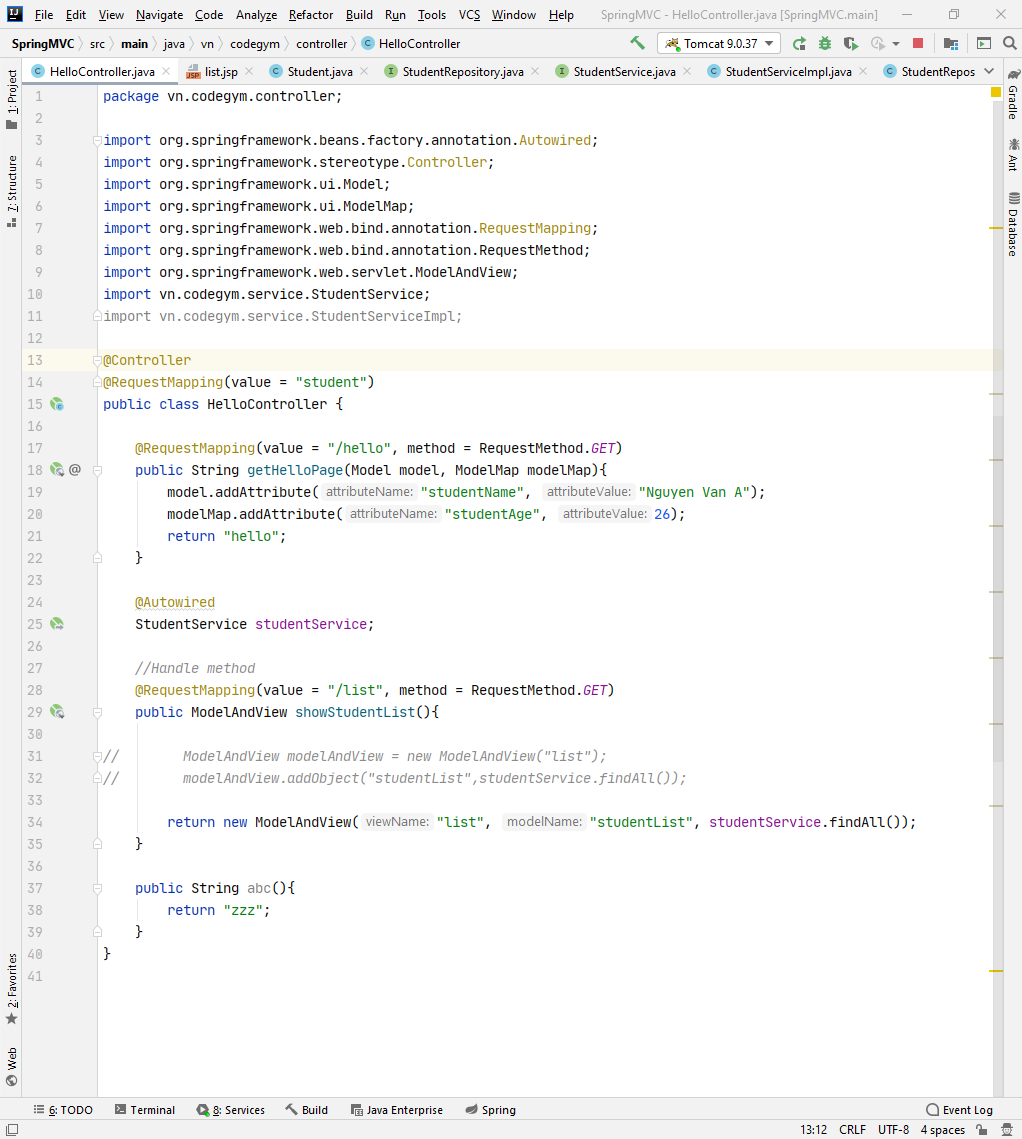 File Edit View Navigate Code Analyze Refactor Build Run Tools VCS Window Help SpringMVC - HelloController.java [SpringMVC.main]
SpringMVC src main java vn codegym controller HelloController Tomcat 9.0.37
HelloController.java list.jsp Student.java StudentRepository.java StudentService.java StudentServiceImpl.java StudentRepos
1: Project
7: Structure
2: Favorites
Web
Gradle
Ant
Database
1 package vn.codegym.controller;
2
3 import org.springframework.beans.factory.annotation.Autowired;
4 import org.springframework.stereotype.Controller;
5 import org.springframework.ui.Model;
6 import org.springframework.ui.ModelMap;
7 import org.springframework.web.bind.annotation.RequestMapping;
8 import org.springframework.web.bind.annotation.RequestMethod;
9 import org.springframework.web.servlet.ModelAndView;
10 import vn.codegym.service.StudentService;
11 import vn.codegym.service.StudentServiceImpl;
12
13 @Controller
14 @RequestMapping(value = "student")
15 public class HelloController {
16
17 @RequestMapping(value = "/hello", method = RequestMethod.GET)
18 @ public String getHelloPage(Model model, ModelMap modelMap){
19 model.addAttribute( attributeName: "studentName", attributeValue: "Nguyen Van A");
20 modelMap.addAttribute( attributeName: "studentAge", attributeValue: 26);
21 return "hello";
22 }
23
24 @Autowired
25 StudentService studentService;
26
27 //Handle method
28 @RequestMapping(value = "/list", method = RequestMethod.GET)
29 public ModelAndView showStudentList(){
30
31 // ModelAndView modelAndView = new ModelAndView("list");
32 // modelAndView.addObject("studentList",studentService.findAll());
33
34 return new ModelAndView( viewName: "list", modelName: "studentList", studentService.findAll());
35 }
36
37 public String abc(){
38 return "zzz";
39 }
40 }
41
6: TODO Terminal 8: Services Build Java Enterprise Spring Event Log
13:12 CRLF UTF-8 4 spaces